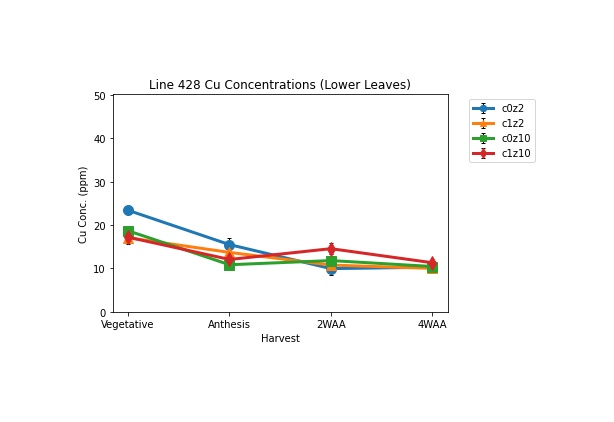 Line 428 Cu Concentrations (Lower Leaves)
50
40
30
20
10
0
Cu Conc. (ppm)
Vegetative Anthesis 2WAA 4WAA
Harvest
c0z2
c1z2
c0z10
c1z10